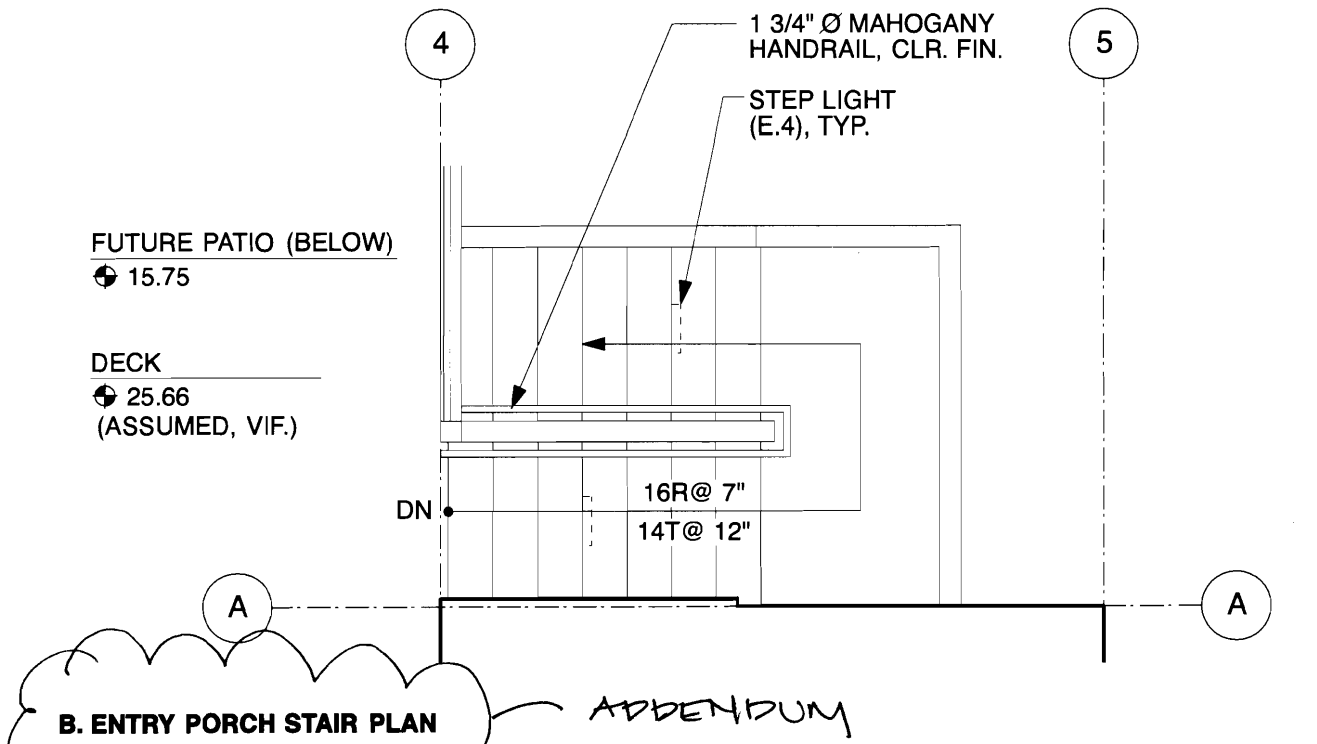 4
5
1 3/4" Ø MAHOGANY
HANDRAIL, CLR. FIN.
STEP LIGHT
(E.4), TYP.
FUTURE PATIO (BELOW)
15.75
DECK
25.66
(ASSUMED, VIF.)
DN
16R@ 7"
14T@ 12"
A
A
B. ENTRY PORCH STAIR PLAN
ADDENDUM